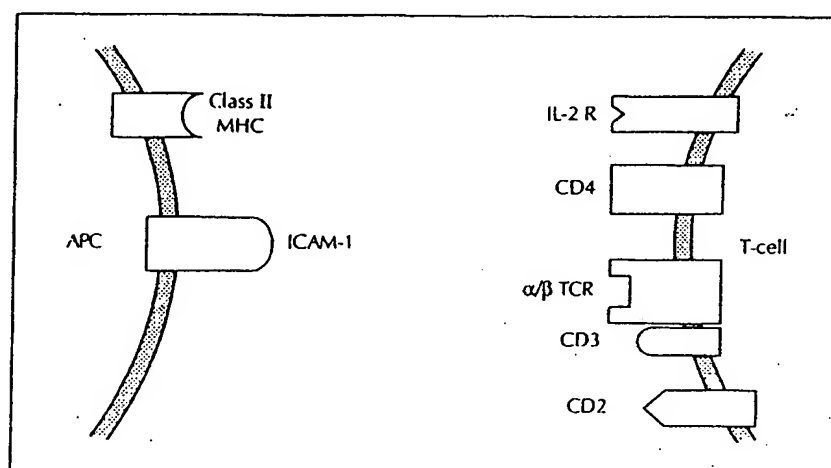 Class II
MHC
APC
ICAM-1
IL-2 R
CD4
T-cell
α/β TCR
CD3
CD2